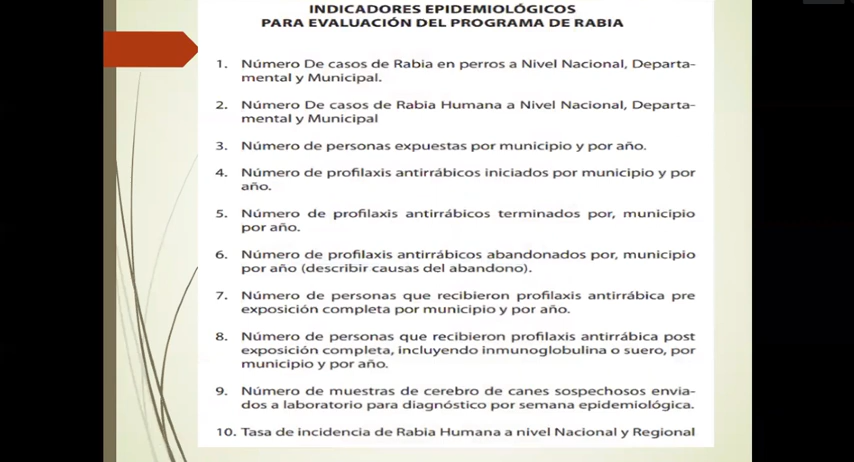 INDICADORES EPIDEMIOLÓGICOS
PARA EVALUACIÓN DEL PROGRAMA DE RABIA
1. Número De casos de Rabia en perros a Nivel Nacional, Departa-
mental y Municipal.
2. Número De casos de Rabia Humana a Nivel Nacional, Departa-
mental y Municipal
3. Número de personas expuestas por municipio y por año.
4. Número de profilaxis antirrábicos iniciados por municipio y por
año.
5. Número de profilaxis antirrábicos terminados por, municipio
por año.
6. Número de profilaxis antirrábicos abandonados por, municipio
por año (describir causas del abandono).
7. Número de personas que recibieron profilaxis antirrábica pre
exposición completa por municipio y por año.
8. Número de personas que recibieron profilaxis antirrábica post
exposición completa, incluyendo inmunoglobulina o suero, por
municipio y por año.
9. Número de muestras de cerebro de canes sospechosos envia-
dos a laboratorio para diagnóstico por semana epidemiológica.
10. Tasa de incidencia de Rabia Humana a nivel Nacional y Regional